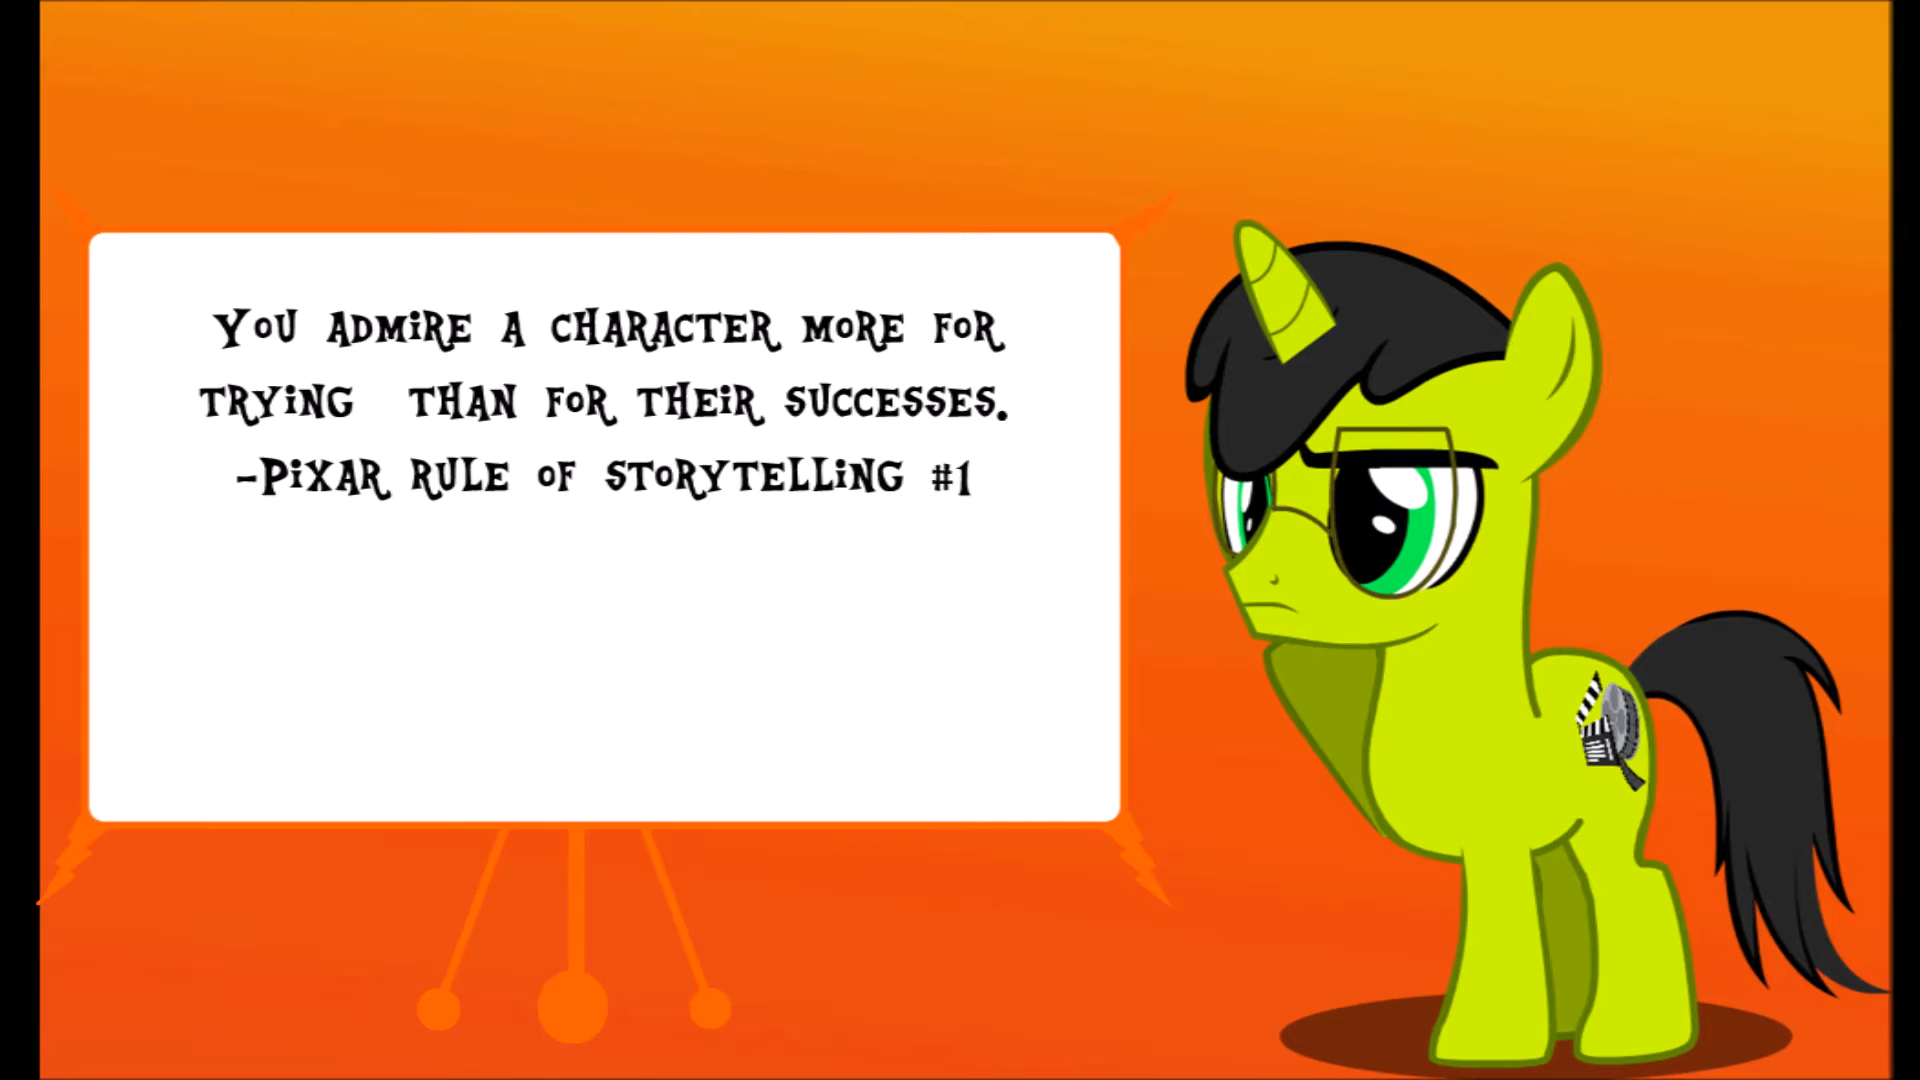 You admire a character more for
trying than for their successes.
-Pixar rule of storytelling #1